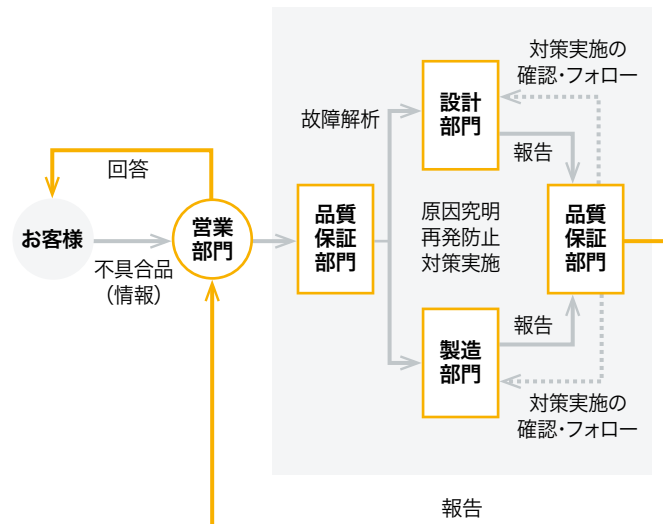 対策実施の
確認・フォロー
設計
部門
故障解析
報告
回答
お客様
営業
部門
品質
保証
部門
原因究明
再発防止
対策実施
品質
保証
部門
不具合品
（情報）
報告
製造
部門
対策実施の
確認・フォロー
報告